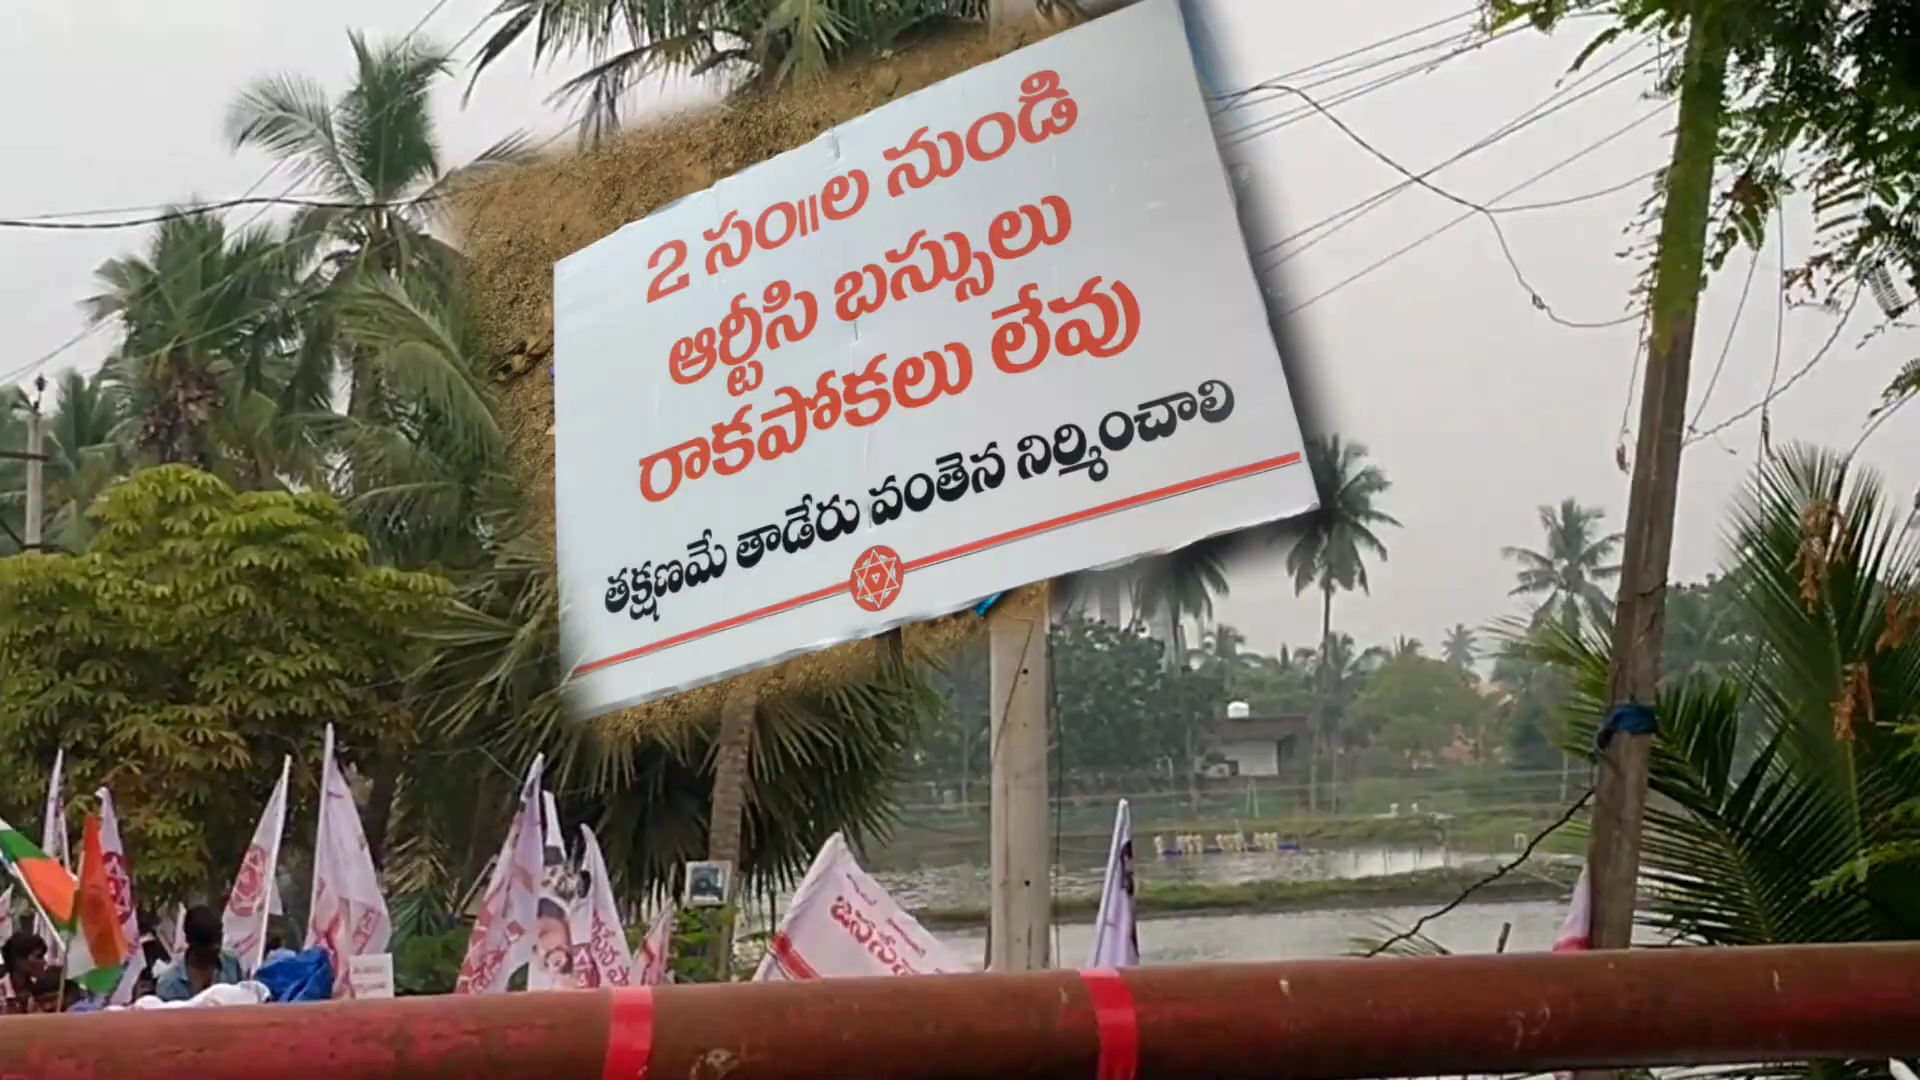 2 సం॥ల నుండి
ఆర్టీసి బస్సులు
రాకపోకలు లేవు
తక్షణమే తాడేరు వంతెన నిర్మించాలి